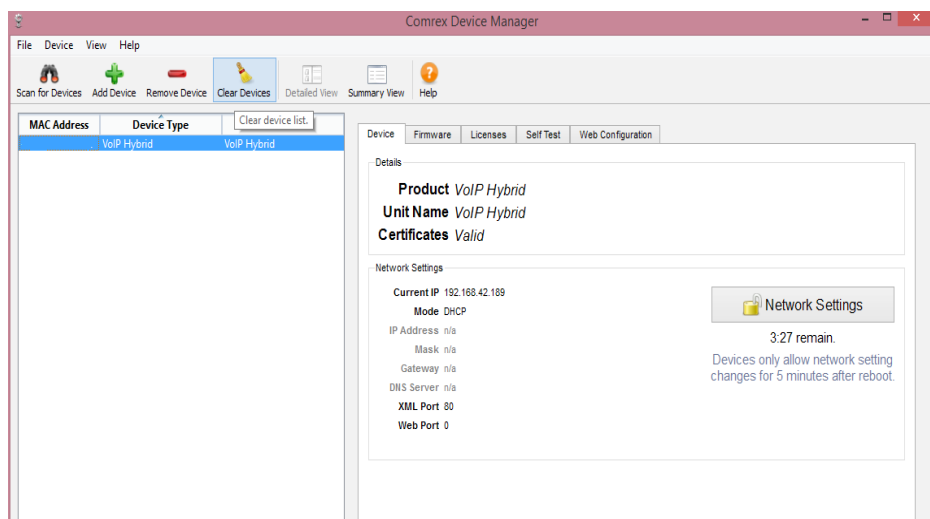 Comrex Device Manager
File Device View Help
Scan for Devices Add Device Remove Device Clear Devices Detailed View Summary View Help
Clear device list.
MAC Address Device Type
VoIP Hybrid VoIP Hybrid
Device Firmware Licenses Self Test Web Configuration
Details
Product VoIP Hybrid
Unit Name VoIP Hybrid
Certificates Valid
Network Settings
Current IP 192.168.42.189
Mode DHCP
IP Address n/a
Mask n/a
Gateway n/a
DNS Server n/a
XML Port 80
Web Port 0
Network Settings
3:27 remain.
Devices only allow network setting
changes for 5 minutes after reboot.